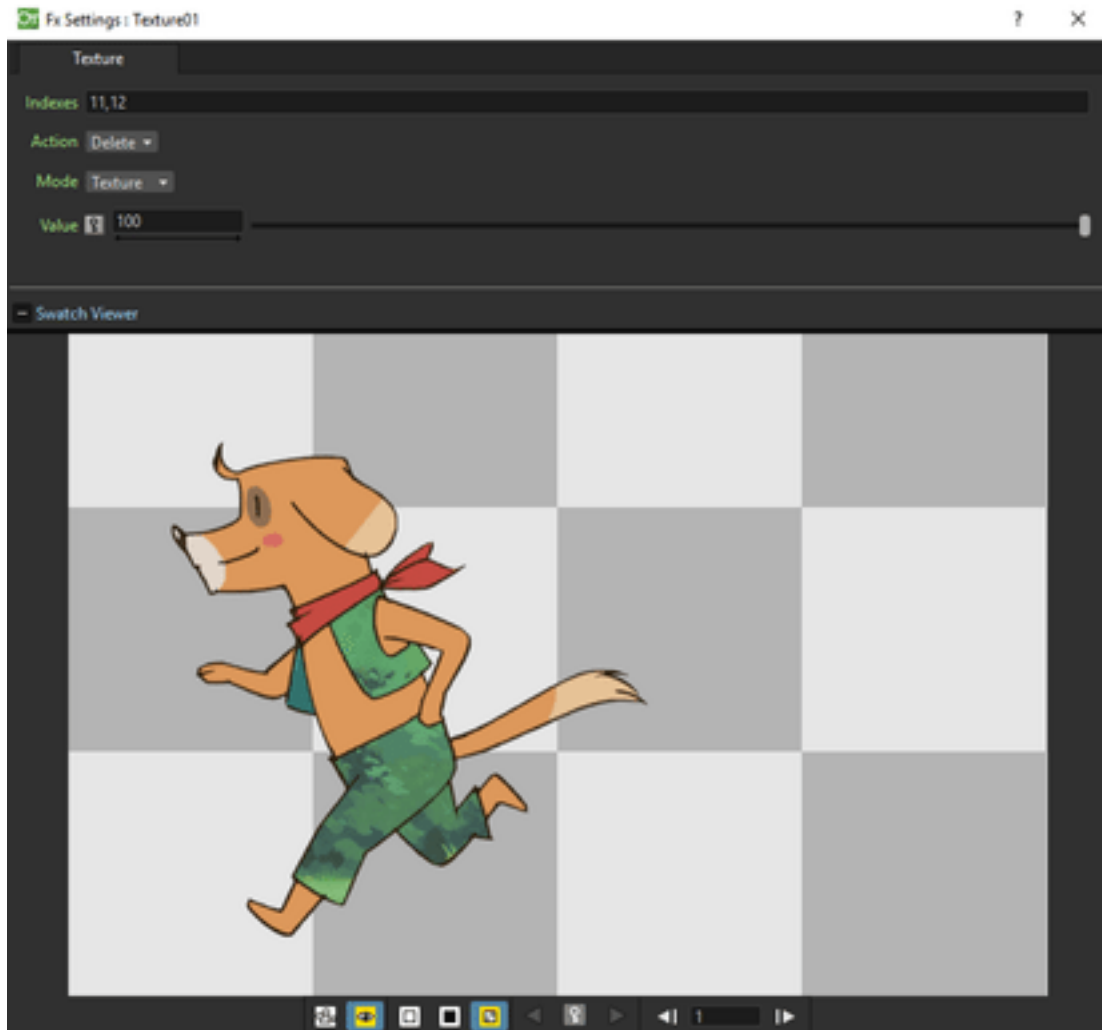 Fx Settings : Texture01 ?
Texture
Indexes 11,12
Action Delete
Mode Texture
Value 100
Swatch Viewer
1